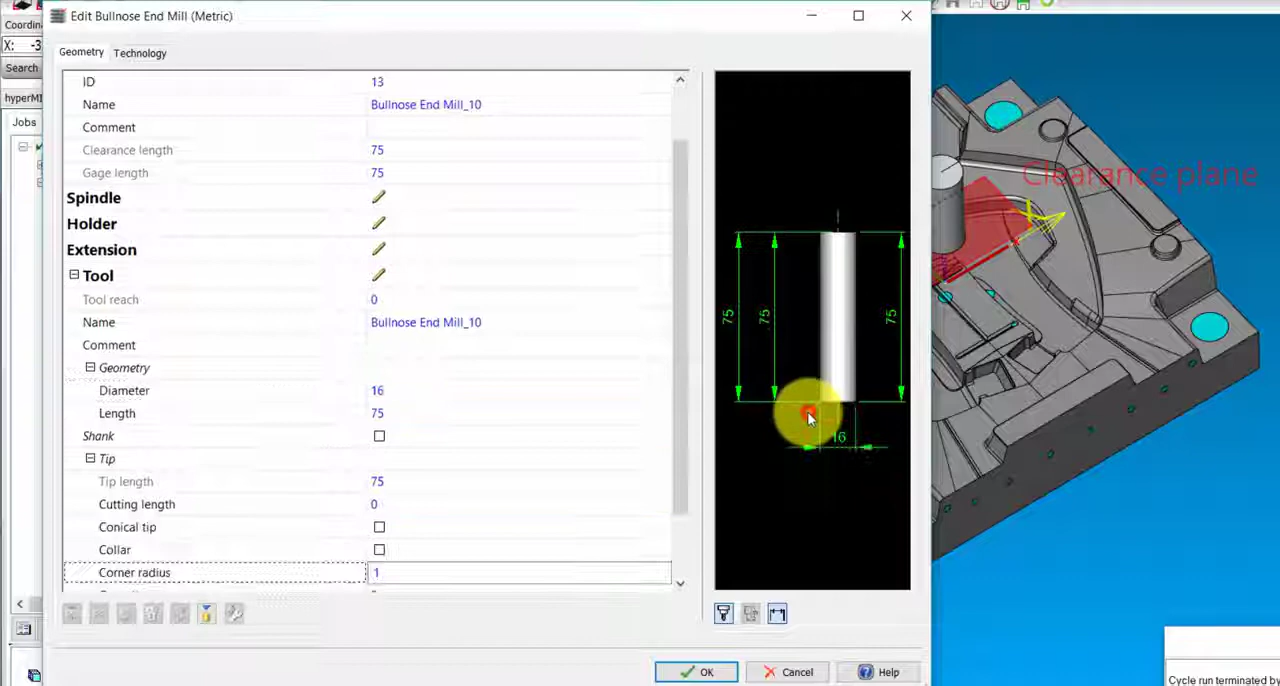 Edit Bullnose End Mill (Metric)
Coordina
Geometry
Technology
X: -3
Search
hyperMI
Jobs
ID 13
Name Bullnose End Mill_10
Comment
Clearance length 75
Gage length 75
Spindle
Holder
Extension
Tool
Tool reach 0
Name Bullnose End Mill_10
Comment
Geometry
Diameter 16
Length 75
Shank
Tip
Tip length 75
Cutting length 0
Conical tip
Collar
Corner radius 1
75
75
75
16
Clearance plane
OK
Cancel
Help
Cycle run terminated by